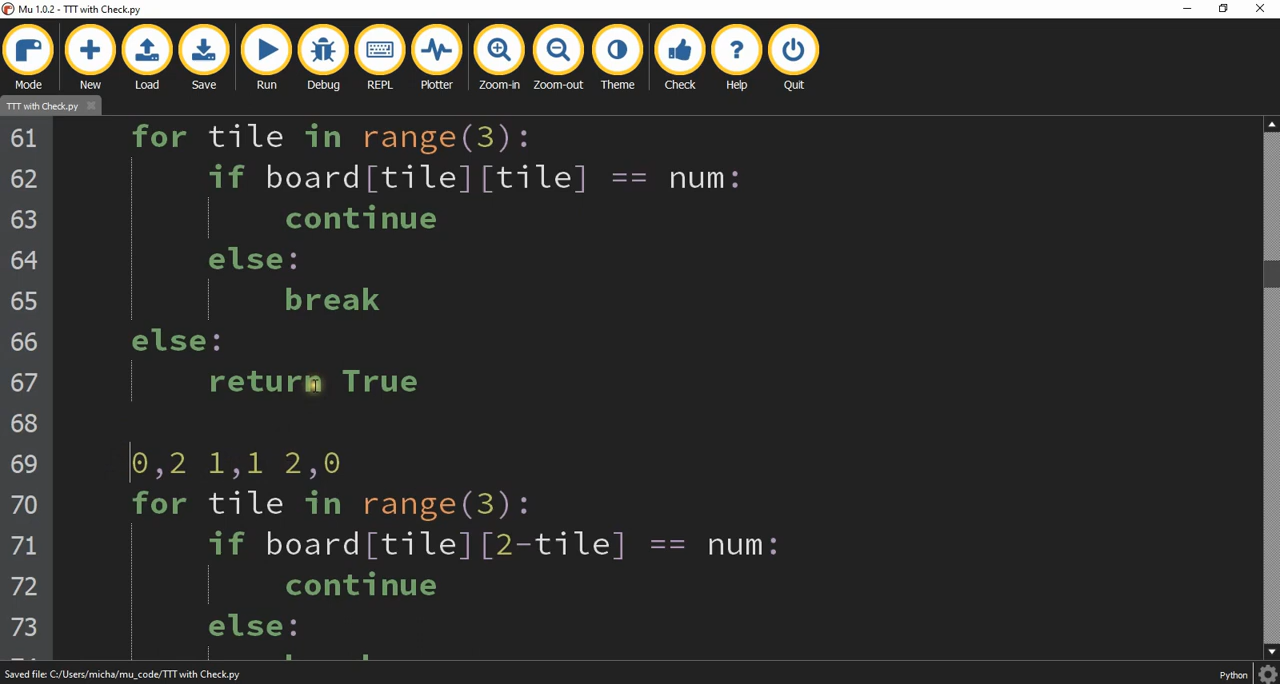 Mu 1.0.2 - TTT with Check.py
Mode New Load Save Run Debug REPL Plotter Zoom-in Zoom-out Theme Check Help Quit
TTT with Check.py
61 for tile in range(3):
62 if board[tile][tile] == num:
63 continue
64 else:
65 break
66 else:
67 return True
68
69 0,2 1,1 2,0
70 for tile in range(3):
71 if board[tile][2-tile] == num:
72 continue
73 else:
Saved file: C:/Users/micha/mu_code/TTT with Check.py Python